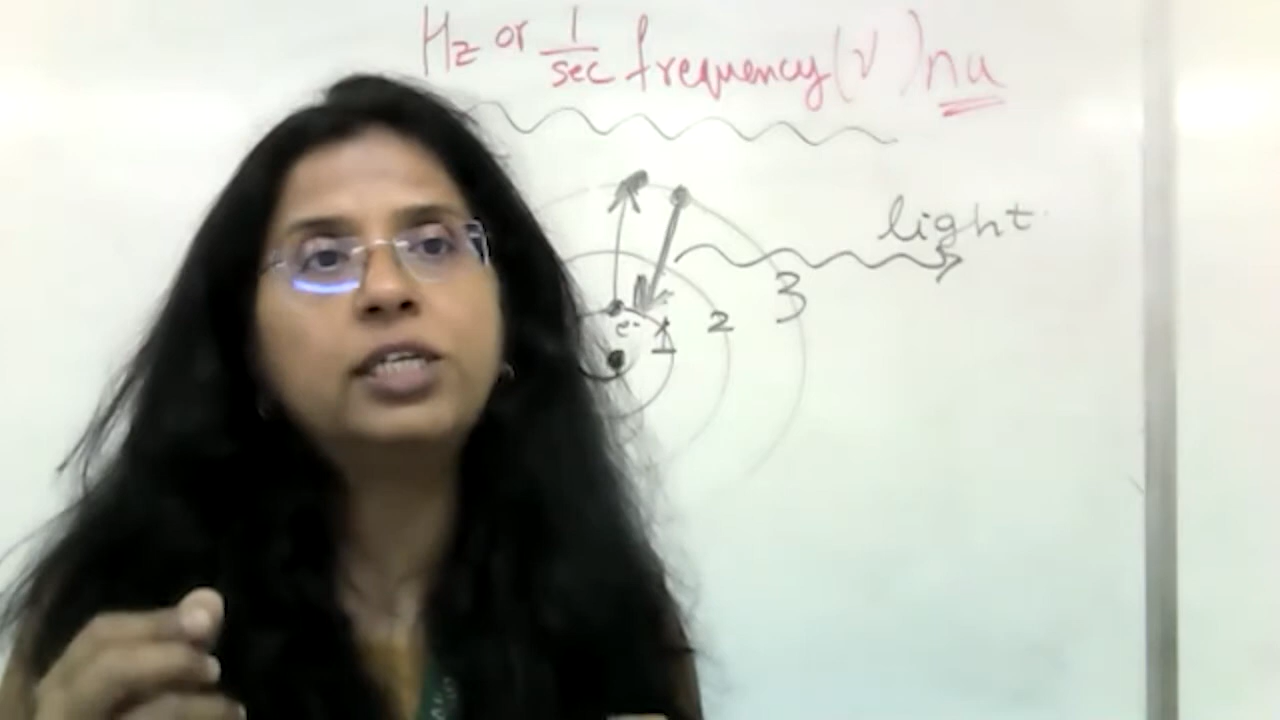 Hz or 1/sec frequency (ν) nu
light
3
2
e- 1